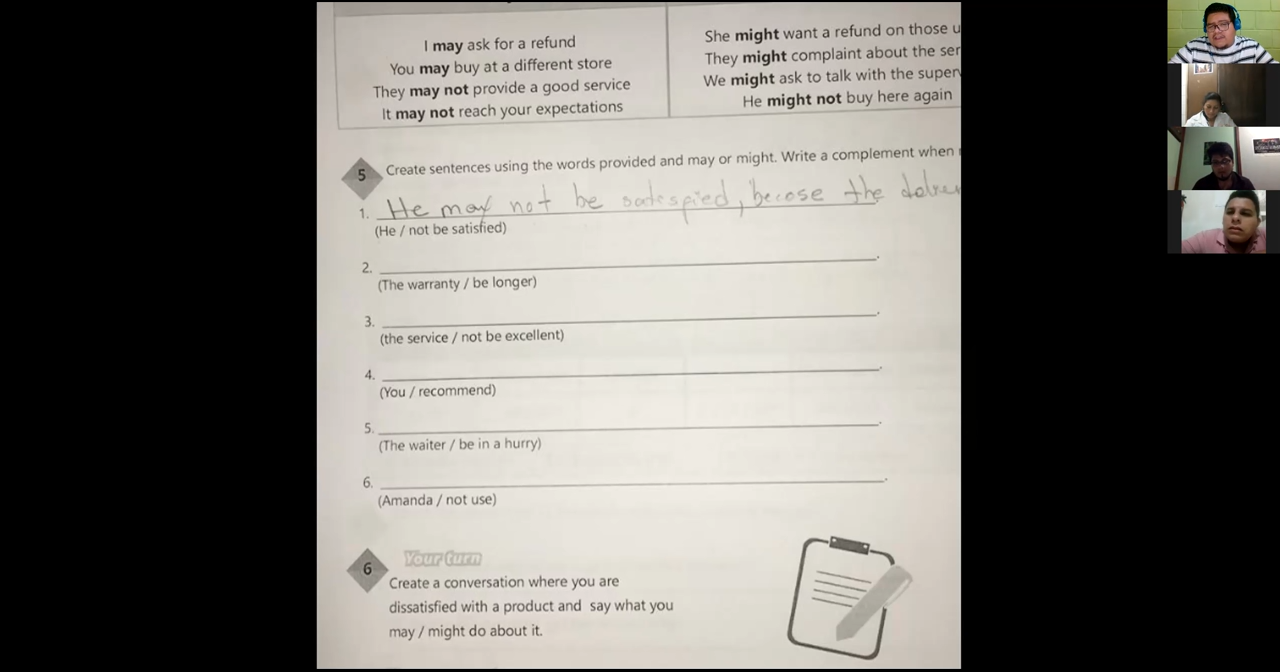 I may ask for a refund
You may buy at a different store
They may not provide a good service
It may not reach your expectations
She might want a refund on those
They might complaint about the
We might ask to talk with the
He might not buy here again
5
Create sentences using the words provided and may or might. Write a complement when
1. He may not be satespied, becose the
(He / not be satisfied)
2.
(The warranty / be longer)
3.
(the service / not be excellent)
4.
(You / recommend)
5.
(The waiter / be in a hurry)
6.
(Amanda / not use)
6
Your turn
Create a conversation where you are
dissatisfied with a product and say what you
may / might do about it.